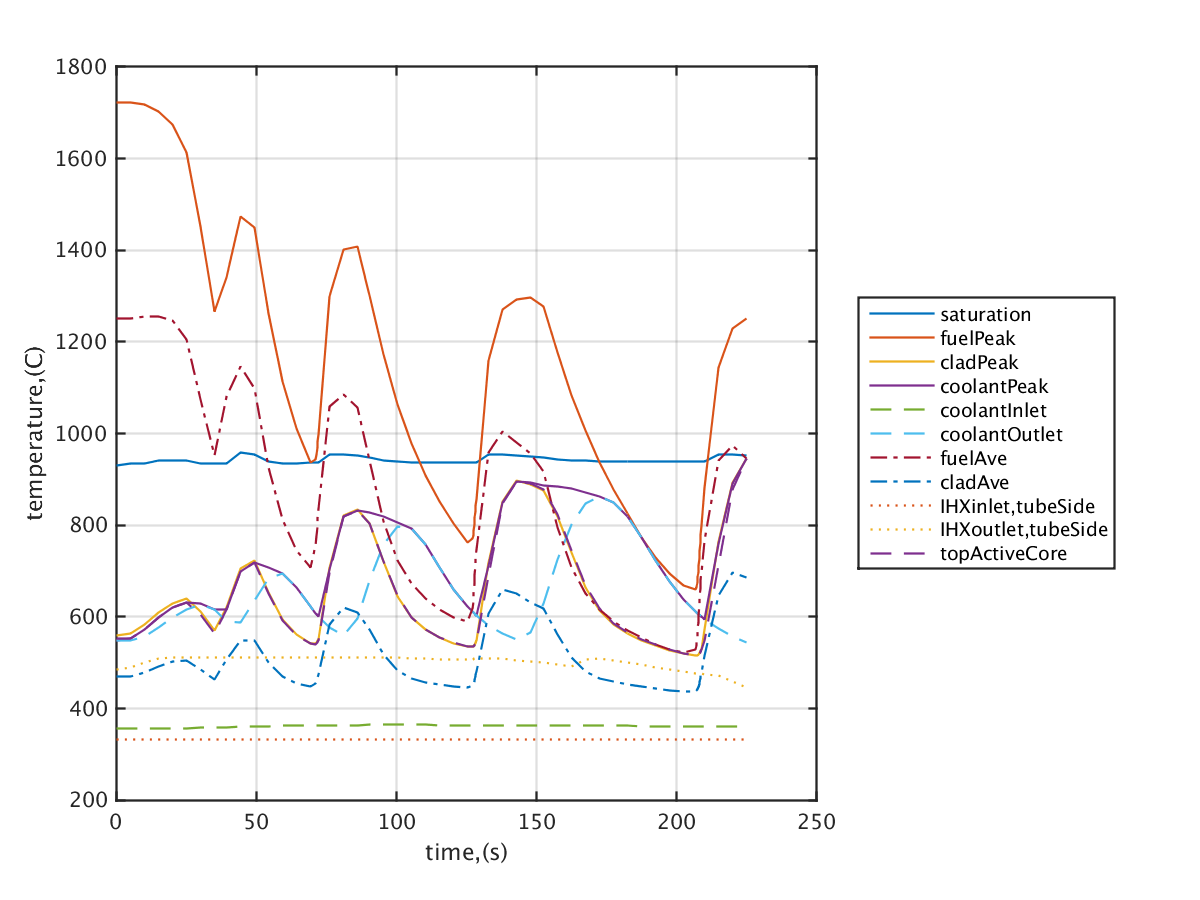 1800
1600
1400
1200
1000
800
600
400
200
temperature,(C)
0 50 100 150 200 250
time,(s)
saturation
fuelPeak
cladPeak
coolantPeak
coolantInlet
coolantOutlet
fuelAve
cladAve
IHXinlet,tubeSide
IHXoutlet,tubeSide
topActiveCore